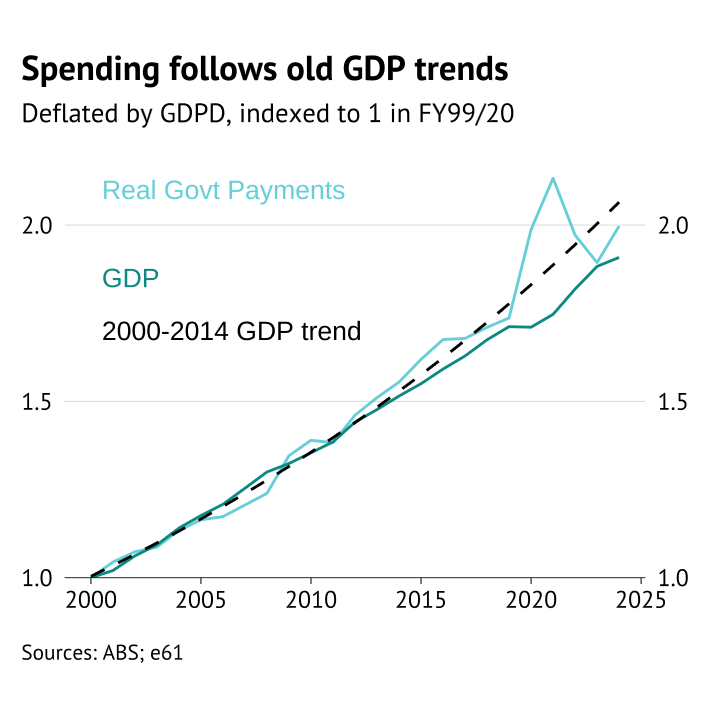 Spending follows old GDP trends
Deflated by GDPD, indexed to 1 in FY99/20
Real Govt Payments
2.0 2.0
GDP
2000-2014 GDP trend
1.5 1.5
1.0 1.0
2000 2005 2010 2015 2020 2025
Sources: ABS; e61